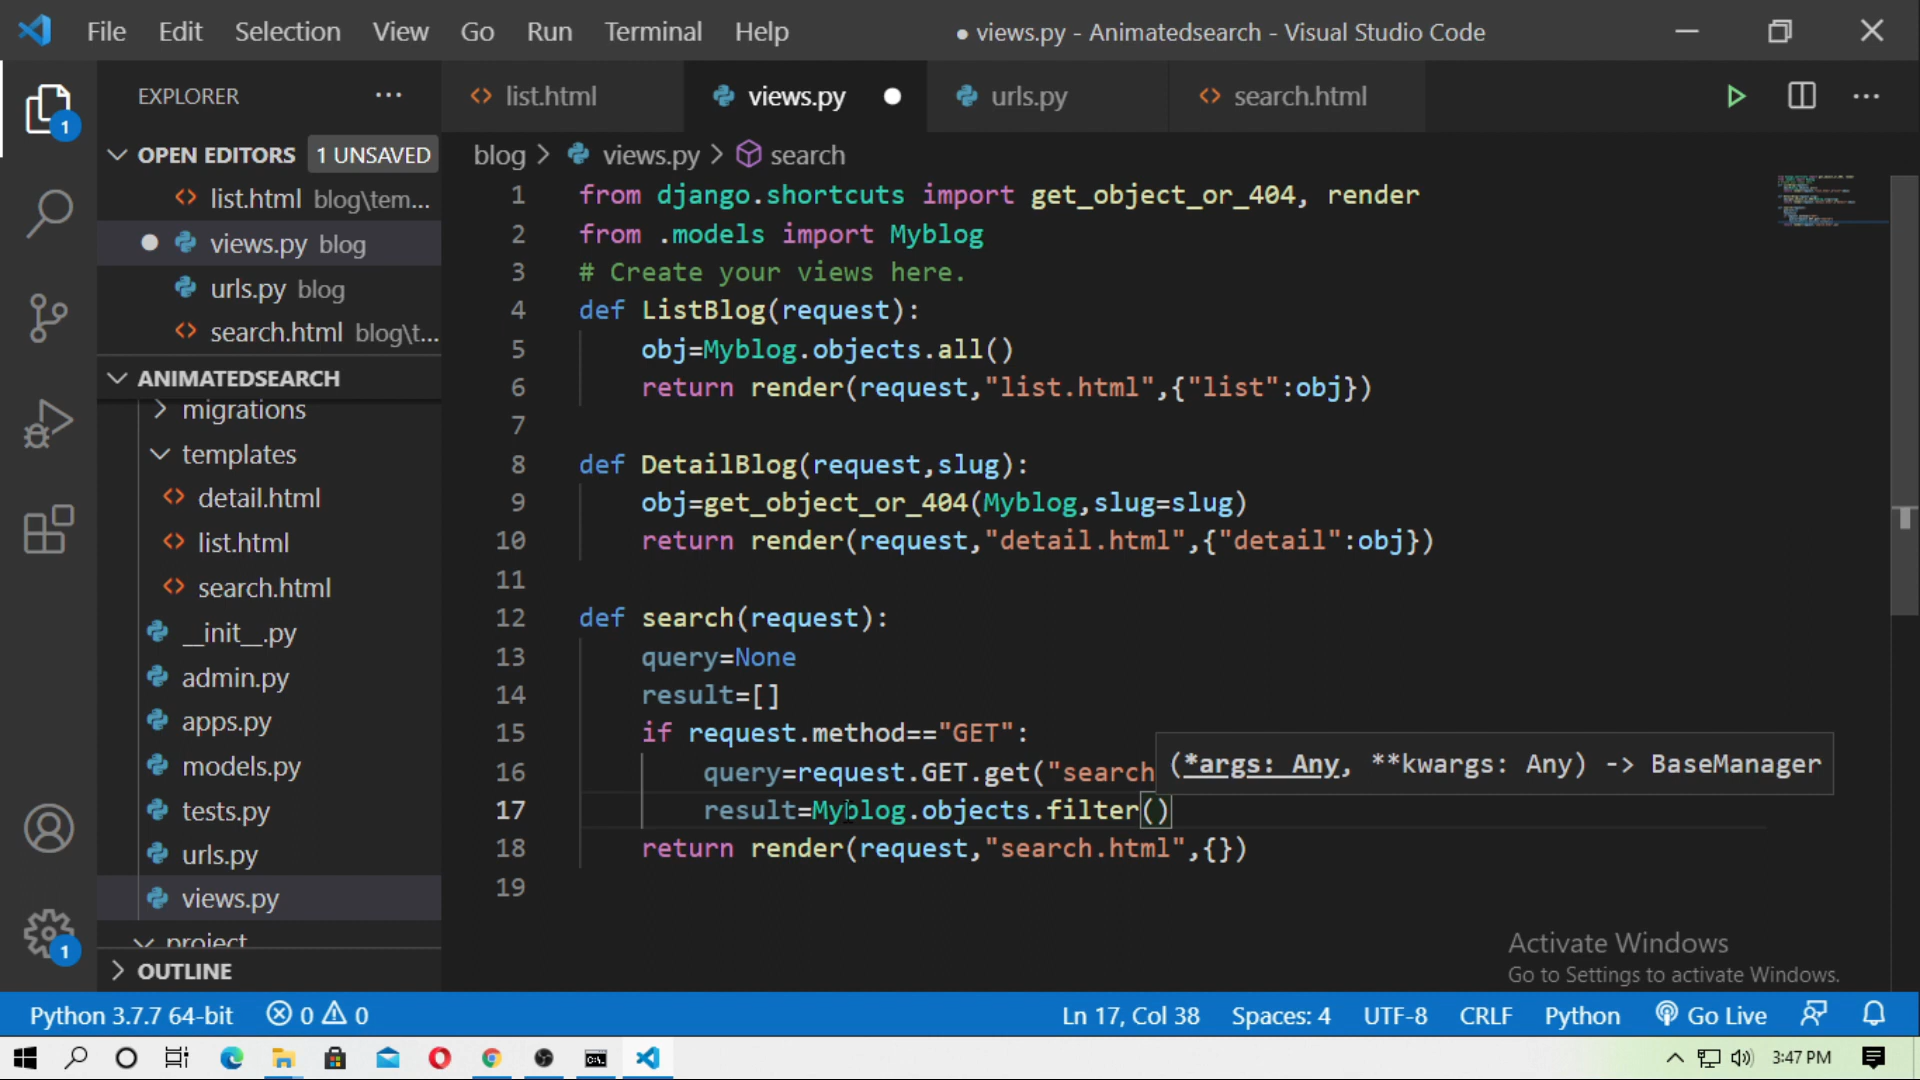 File Edit Selection View Go Run Terminal Help ● views.py - Animatedsearch - Visual Studio Code
EXPLORER ···
list.html views.py urls.py search.html
OPEN EDITORS 1 UNSAVED
list.html blog\tem...
views.py blog
urls.py blog
search.html blog\t...
ANIMATEDSEARCH
migrations
templates
detail.html
list.html
search.html
__init__.py
admin.py
apps.py
models.py
tests.py
urls.py
views.py
project
OUTLINE
blog > views.py > search
1 from django.shortcuts import get_object_or_404, render
2 from .models import Myblog
3 # Create your views here.
4 def ListBlog(request):
5 obj=Myblog.objects.all()
6 return render(request,"list.html",{"list":obj})
7
8 def DetailBlog(request,slug):
9 obj=get_object_or_404(Myblog,slug=slug)
10 return render(request,"detail.html",{"detail":obj})
11
12 def search(request):
13 query=None
14 result=[]
15 if request.method=="GET":
(*args: Any, **kwargs: Any) -> BaseManager
16 query=request.GET.get("search
17 result=Myblog.objects.filter()
18 return render(request,"search.html",{})
19
1
1
Activate Windows
Go to Settings to activate Windows.
Python 3.7.7 64-bit 0 0 Ln 17, Col 38 Spaces: 4 UTF-8 CRLF Python Go Live
3:47 PM